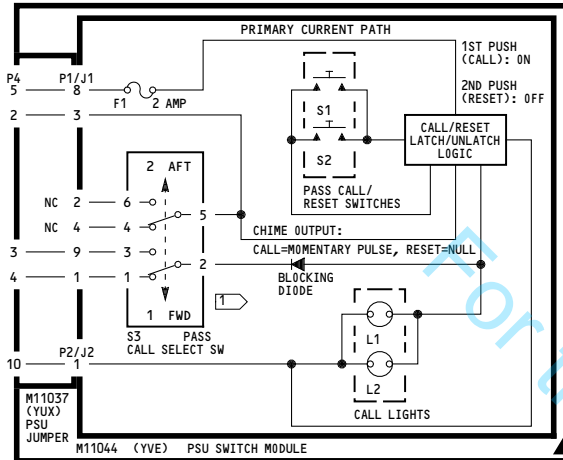 PRIMARY CURRENT PATH
1ST PUSH
(CALL): ON
2ND PUSH
(RESET): OFF
P4 P1/J1
5 8
F1 2 AMP
2 3
S1
S2
PASS CALL/
RESET SWITCHES
CALL/RESET
LATCH/UNLATCH
LOGIC
2 AFT
NC 2 6
5
NC 4 4
CHIME OUTPUT:
CALL=MOMENTARY PULSE, RESET=NULL
3 9 3
2
4 1 1
BLOCKING
DIODE
1
1 FWD
S3 PASS
CALL SELECT SW
L1
L2
CALL LIGHTS
P2/J2
10 1
M11037
(YUX)
PSU
JUMPER
M11044 (YVE) PSU SWITCH MODULE
For t